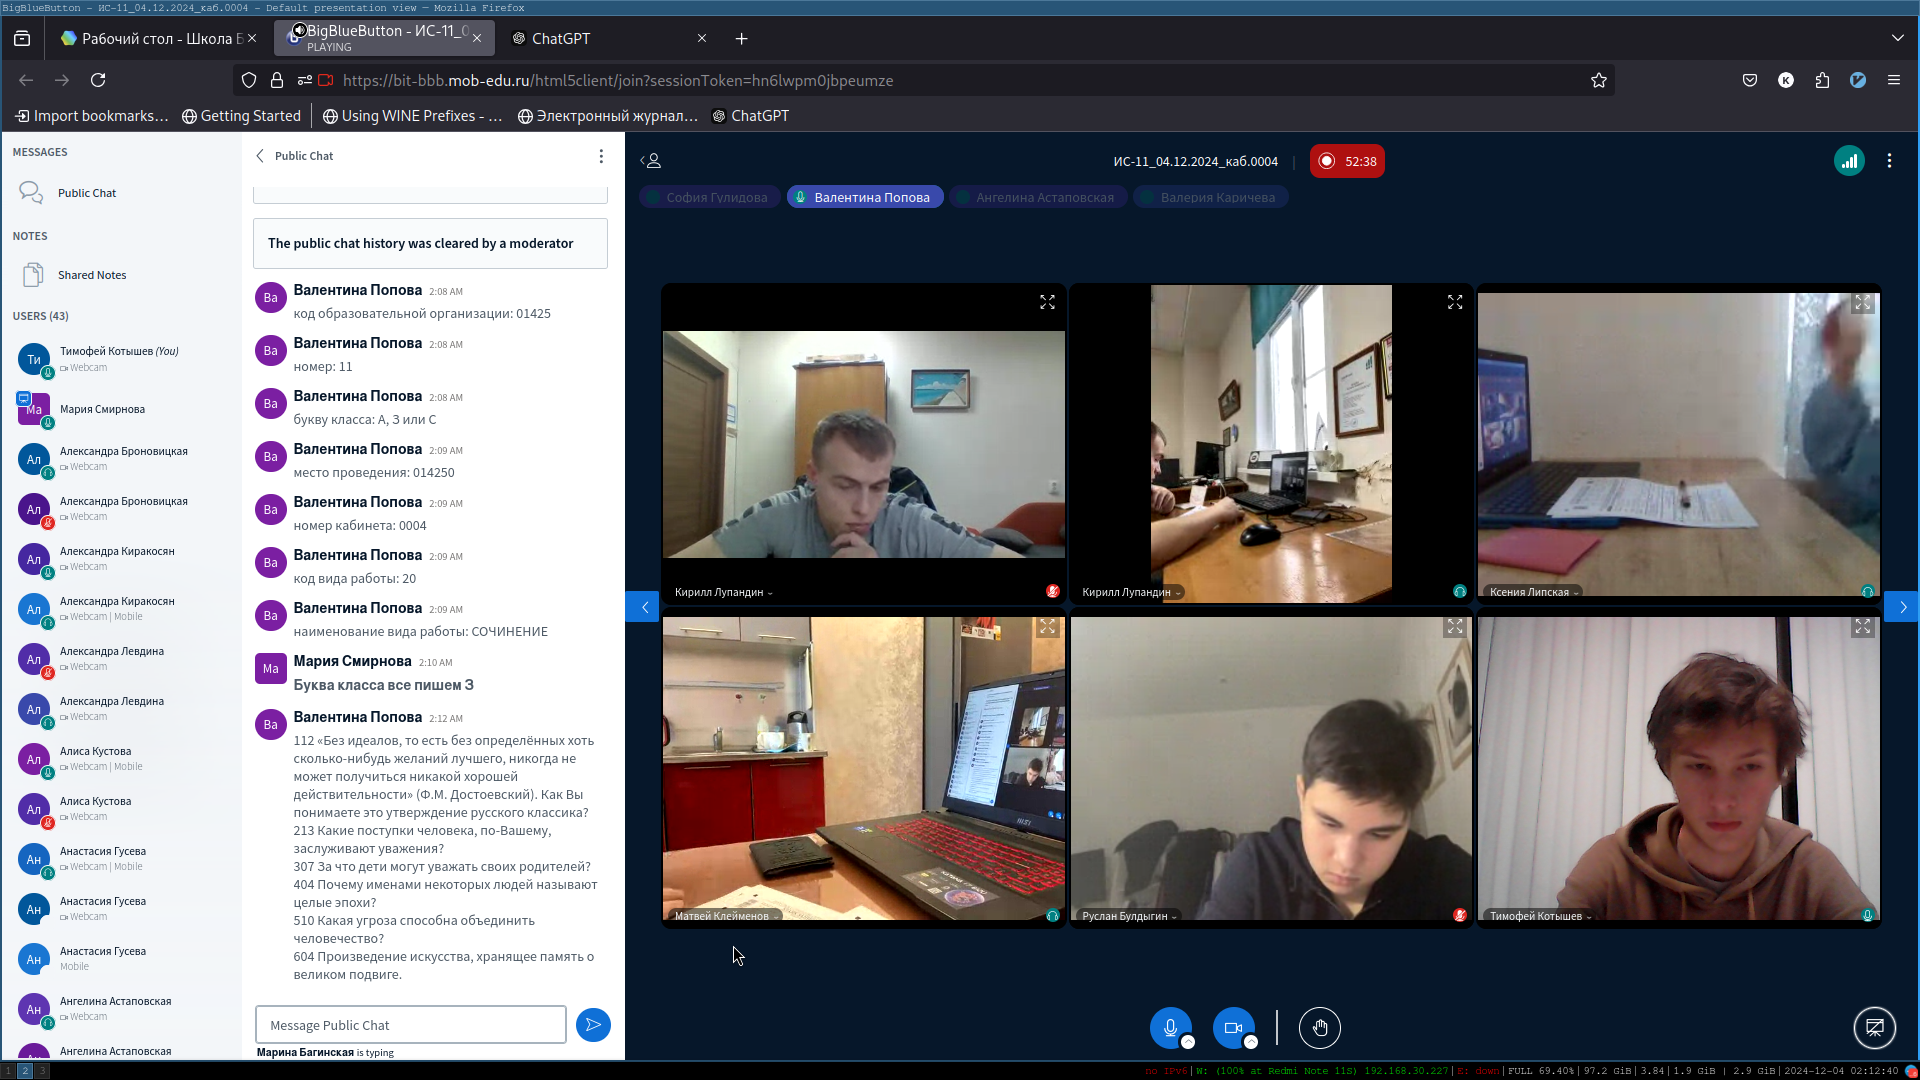 BigBlueButton - ИС-11_04.12.2024_каб.0004 - Default presentation view — Mozilla Firefox
Рабочий стол - Школа Б
BigBlueButton - ИС-11_0
PLAYING
ChatGPT
https://bit-bbb.mob-edu.ru/html5client/join?sessionToken=hn6lwpm0jbpeumze
K
Import bookmarks...
Getting Started
Using WINE Prefixes - ...
Электронный журнал...
ChatGPT
MESSAGES
Public Chat
NOTES
Shared Notes
USERS (43)
Ти
Тимофей Котышев (You)
Webcam
Ma
Мария Смирнова
Ал
Александра Броновицкая
Webcam
Ал
Александра Броновицкая
Webcam
Ал
Александра Киракосян
Webcam
Ал
Александра Киракосян
Webcam | Mobile
Ал
Александра Левдина
Webcam
Ал
Александра Левдина
Webcam
Ал
Алиса Кустова
Webcam | Mobile
Ал
Алиса Кустова
Webcam
Ан
Анастасия Гусева
Webcam | Mobile
Ан
Анастасия Гусева
Webcam
Ан
Анастасия Гусева
Mobile
Ан
Ангелина Астаповская
Webcam
Ан
Ангелина Астаповская
Public Chat
The public chat history was cleared by a moderator
Ва
Валентина Попова 2:08 AM
код образовательной организации: 01425
Ва
Валентина Попова 2:08 AM
номер: 11
Ва
Валентина Попова 2:08 AM
букву класса: А, З или С
Ва
Валентина Попова 2:09 AM
место проведения: 014250
Ва
Валентина Попова 2:09 AM
номер кабинета: 0004
Ва
Валентина Попова 2:09 AM
код вида работы: 20
Ва
Валентина Попова 2:09 AM
наименование вида работы: СОЧИНЕНИЕ
Ма
Мария Смирнова 2:10 AM
Буква класса все пишем З
Ва
Валентина Попова 2:12 AM
112 «Без идеалов, то есть без определённых хоть
сколько-нибудь желаний лучшего, никогда не
может получиться никакой хорошей
действительности» (Ф.М. Достоевский). Как Вы
понимаете это утверждение русского классика?
213 Какие поступки человека, по-Вашему,
заслуживают уважения?
307 За что дети могут уважать своих родителей?
404 Почему именами некоторых людей называют
целые эпохи?
510 Какая угроза способна объединить
человечество?
604 Произведение искусства, хранящее память о
великом подвиге.
Message Public Chat
Марина Багинская is typing
ИС-11_04.12.2024_каб.0004
52:38
София Гулидова
Валентина Попова
Ангелина Астаповская
Валерия Каричева
Кирилл Лупандин
Кирилл Лупандин
Ксения Липская
Матвей Клейменов
Руслан Булдыгин
Тимофей Котышев
1 2 3
no IPv6|W: (100% at Redmi Note 11S) 192.168.30.227|E: down|FULL 69.40%|97.2 GiB|3.84|1.9 GiB | 2.9 GiB|2024-12-04 02:12:40